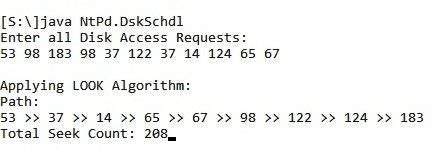 [S:\]java NtPd.DskSchdl
Enter all Disk Access Requests:
53 98 183 98 37 122 37 14 124 65 67
Applying LOOK Algorithm:
Path:
53 >> 37 >> 14 >> 65 >> 67 >> 98 >> 122 >> 124 >> 183
Total Seek Count: 208